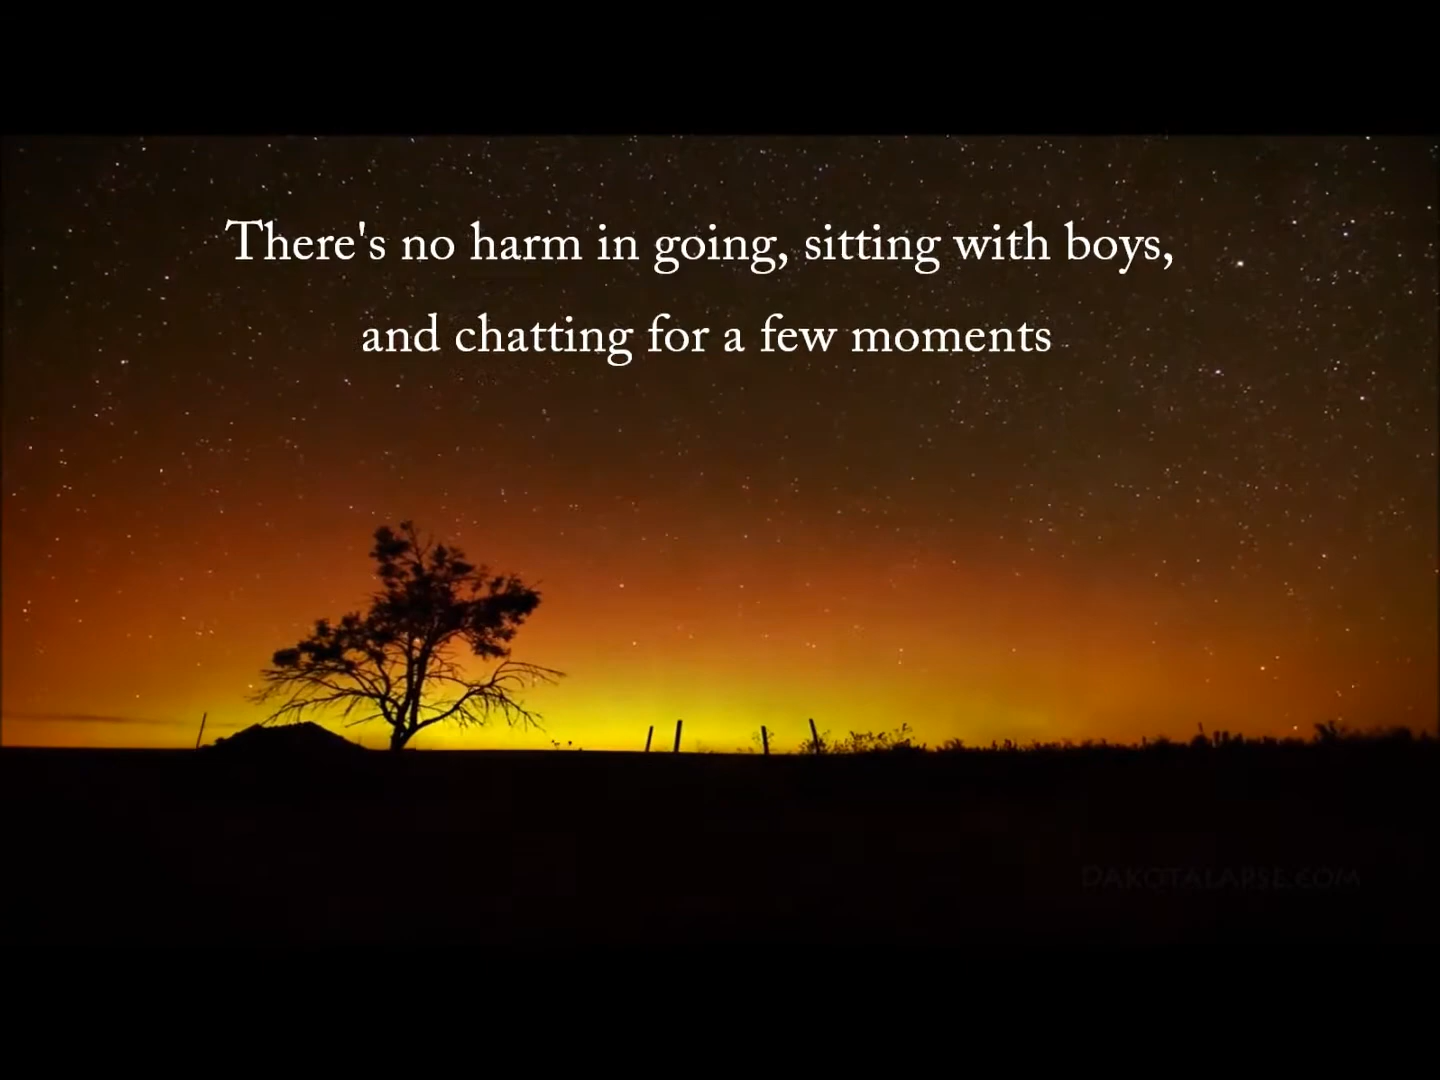 There's no harm in going, sitting with boys,
and chatting for a few moments
DAKOTALAPSE.COM